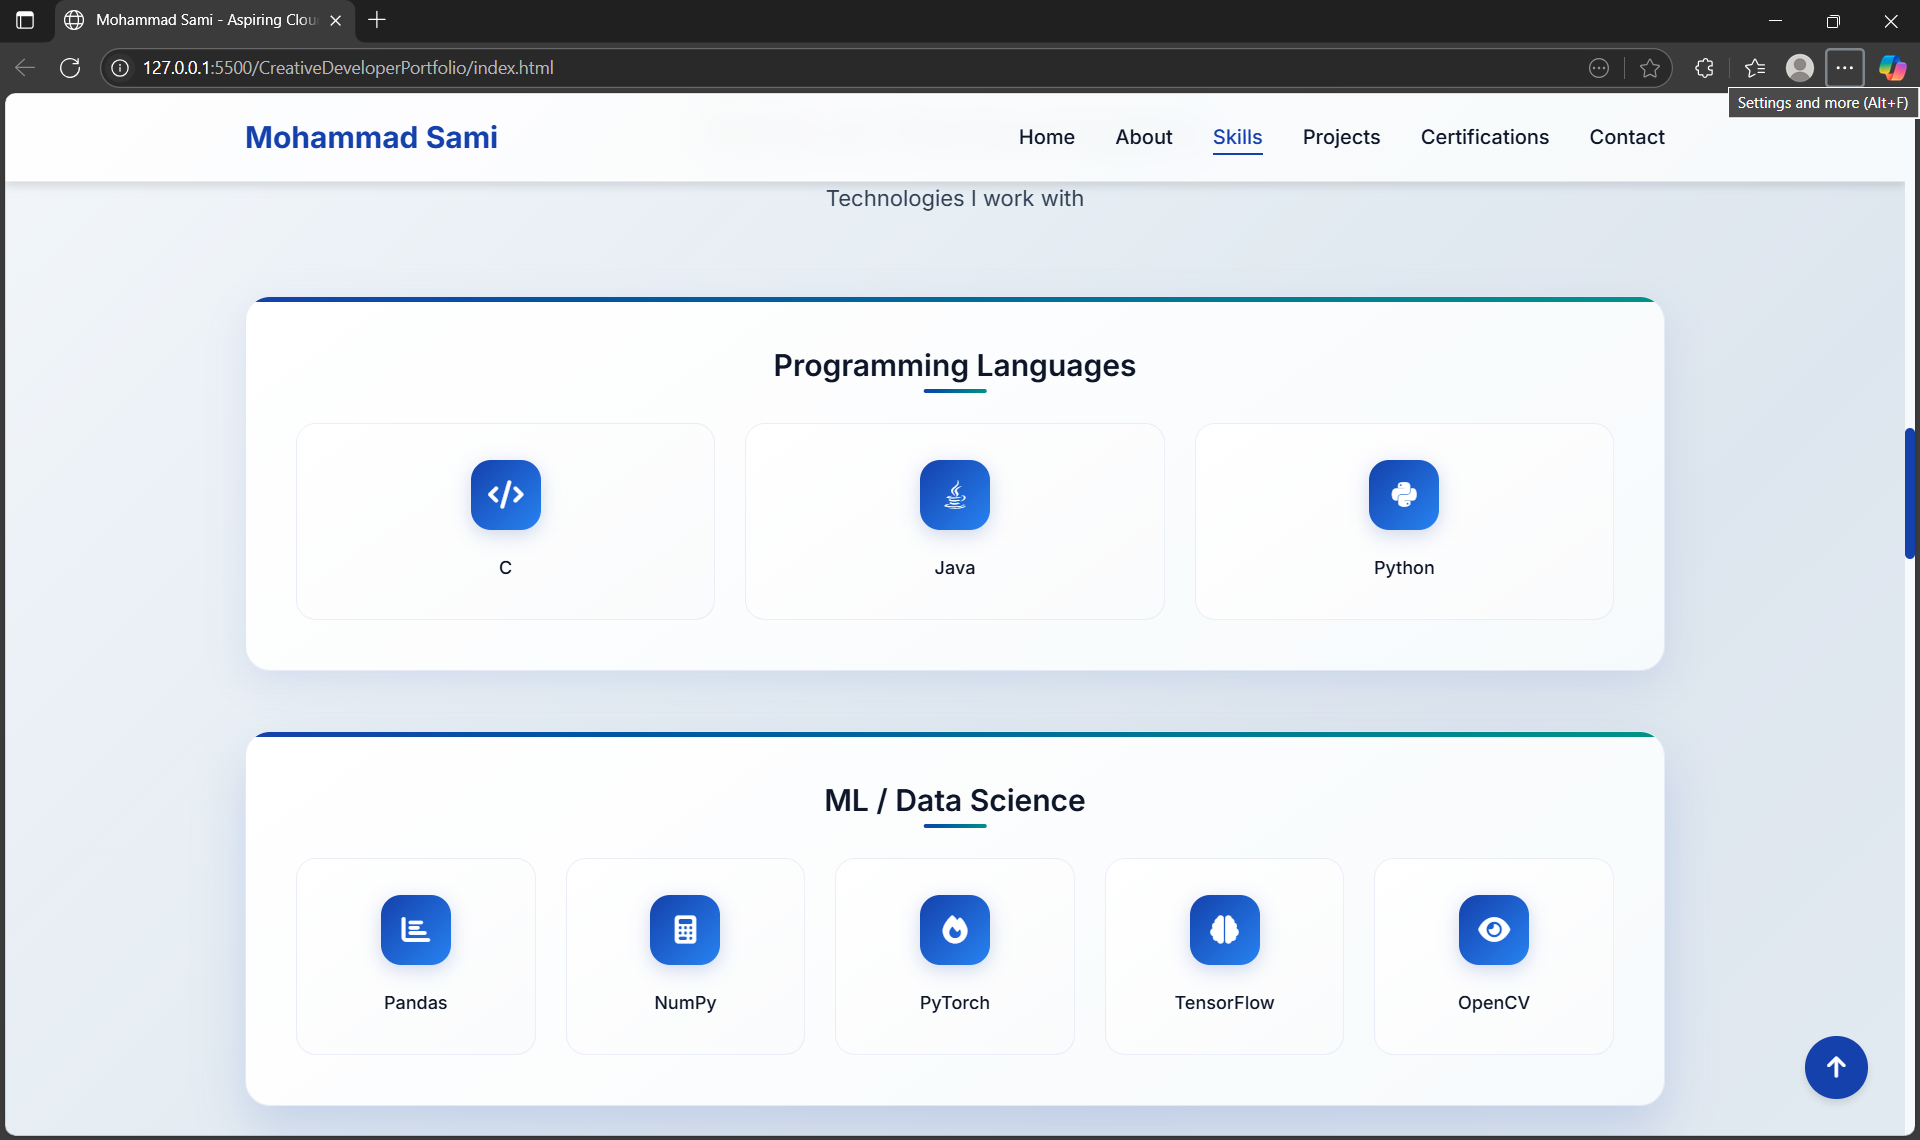 Mohammad Sami - Aspiring Clou
127.0.0.1:5500/CreativeDeveloperPortfolio/index.html
Settings and more (Alt+F)
Mohammad Sami
Home About Skills Projects Certifications Contact
Technologies I work with
Programming Languages
</>
C Java Python
ML / Data Science
Pandas NumPy PyTorch TensorFlow OpenCV